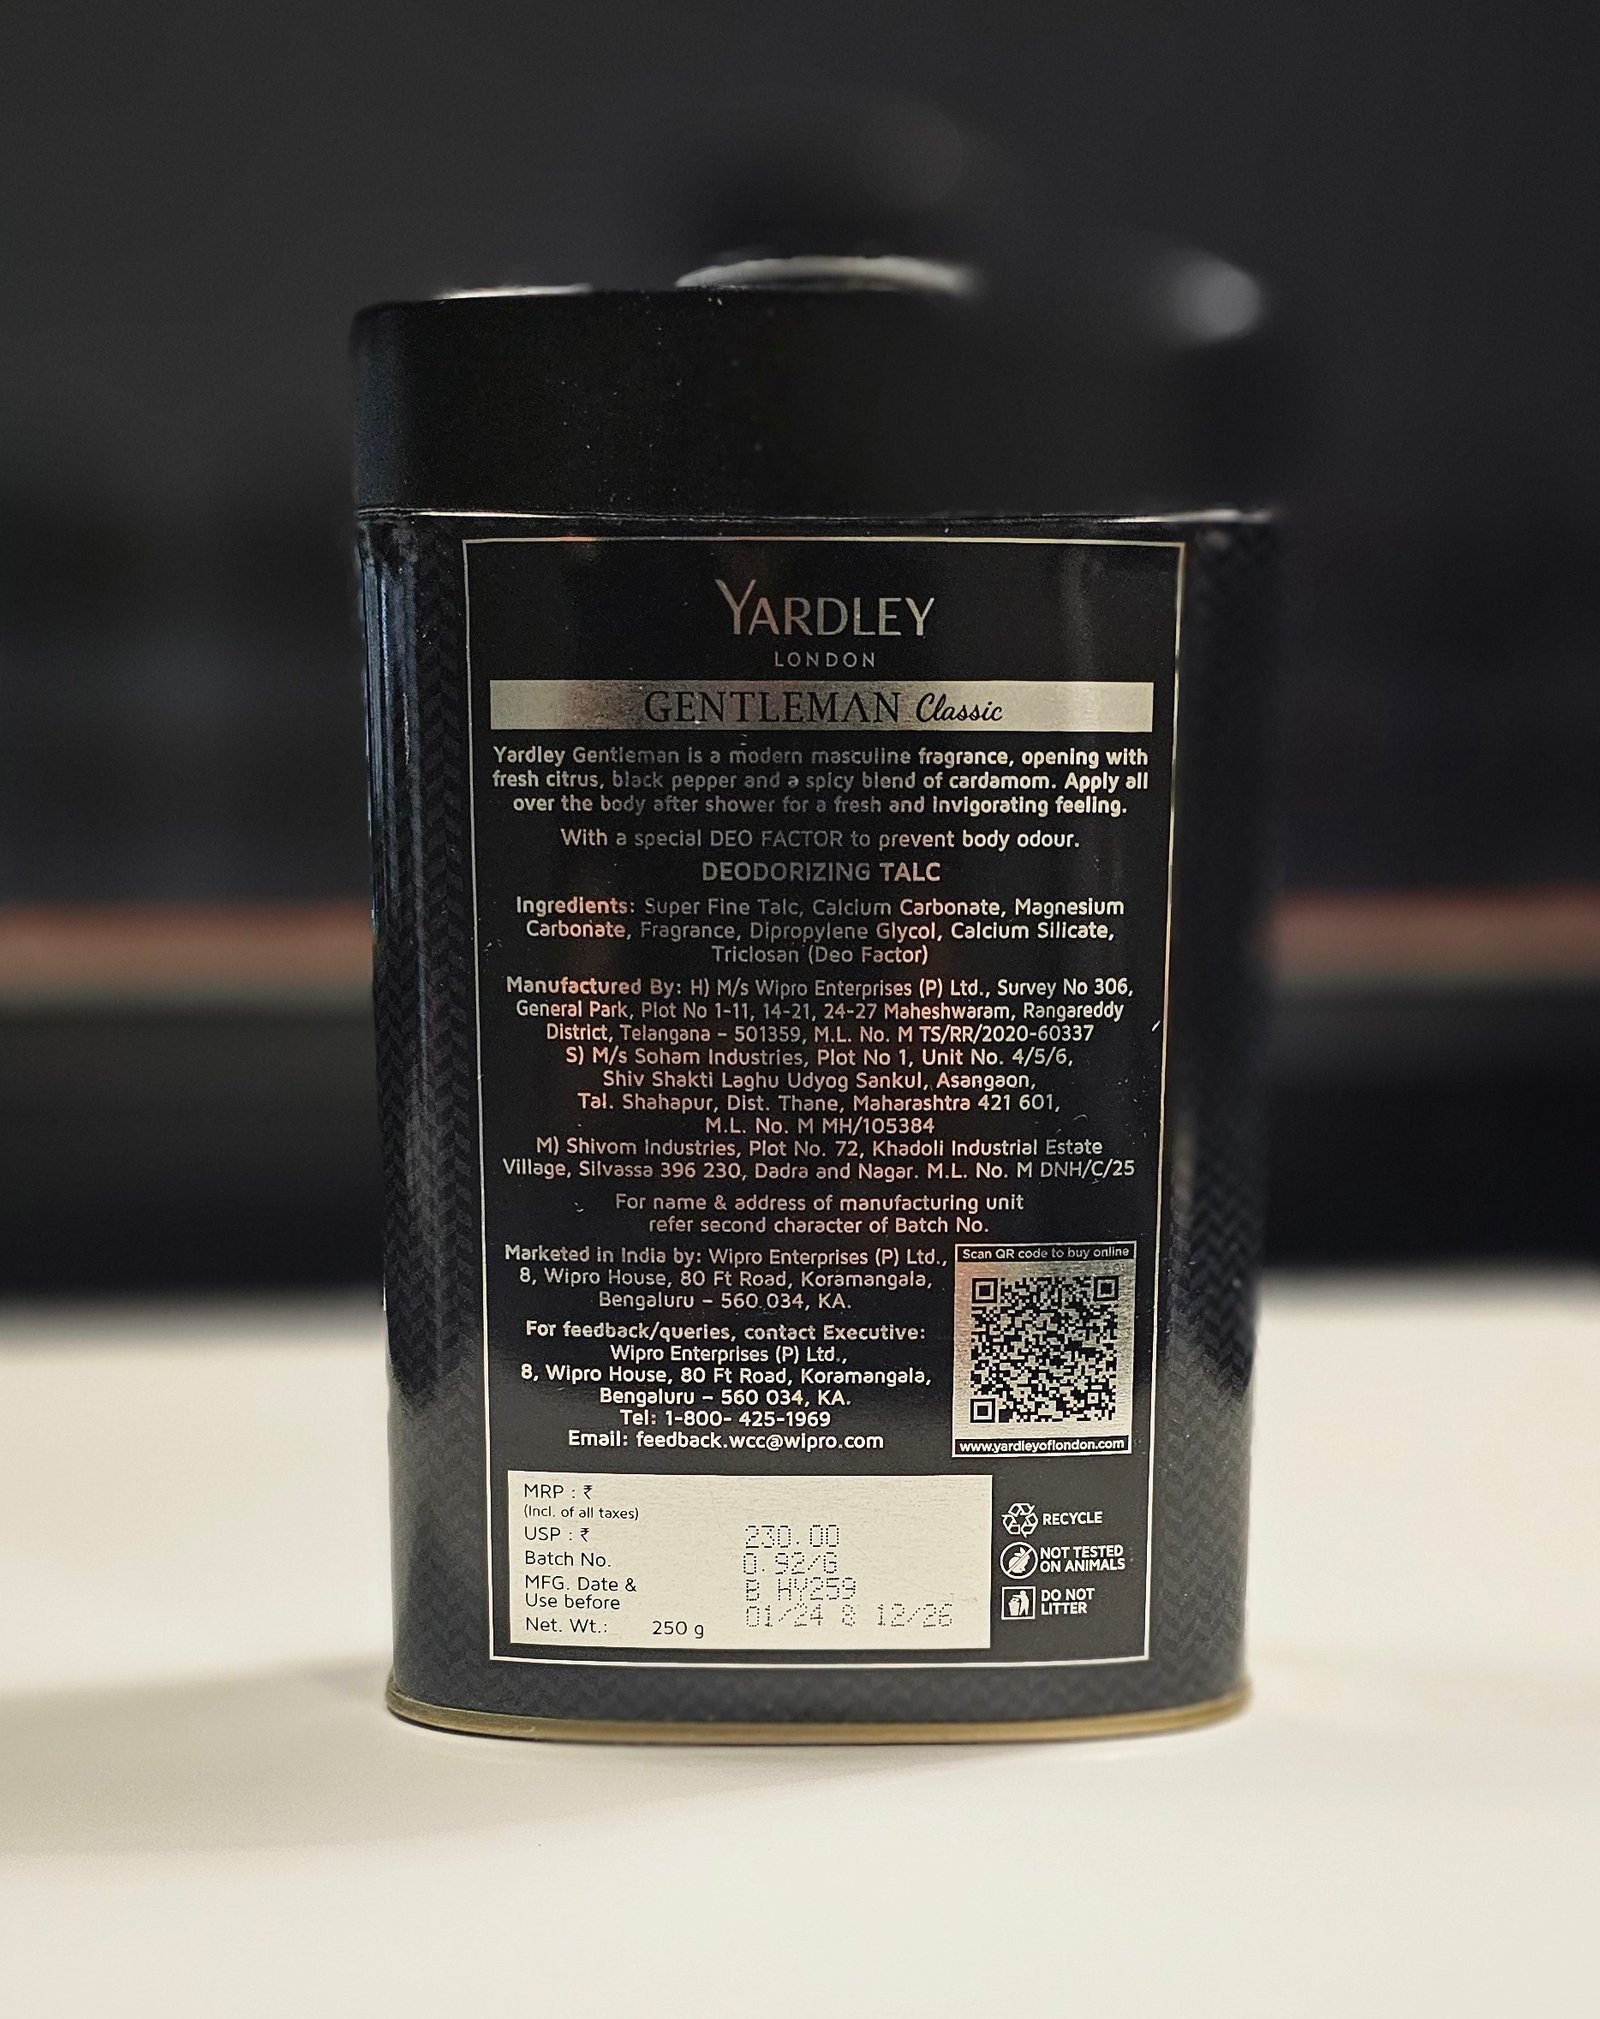 YARDLEY
LONDON
GENTLEMAN Classic
Yardley Gentleman is a modern masculine fragrance, opening with
fresh citrus, black pepper and a spicy blend of cardamom. Apply all
over the body after shower for a fresh and invigorating feeling.
With a special DEO FACTOR to prevent body odour.
DEODORIZING TALC
Ingredients: Super Fine Talc, Calcium Carbonate, Magnesium
Carbonate, Fragrance, Dipropylene Glycol, Calcium Silicate,
Triclosan (Deo Factor)
Manufactured By: H) M/s Wipro Enterprises (P) Ltd., Survey No 306,
General Park, Plot No 1-11, 14-21, 24-27 Maheshwaram, Rangareddy
District, Telangana – 501359, M.L. No. M TS/RR/2020-60337
S) M/s Soham Industries, Plot No 1, Unit No. 4/5/6,
Shiv Shakti Laghu Udyog Sankul, Asangaon,
Tal. Shahapur, Dist. Thane, Maharashtra 421 601,
M.L. No. M MH/105384
M) Shivom Industries, Plot No. 72, Khadoli Industrial Estate
Village, Silvassa 396 230, Dadra and Nagar. M.L. No. M DNH/C/25
For name & address of manufacturing unit
refer second character of Batch No.
Marketed in India by: Wipro Enterprises (P) Ltd.,
8, Wipro House, 80 Ft Road, Koramangala,
Bengaluru – 560 034, KA.
For feedback/queries, contact Executive:
Wipro Enterprises (P) Ltd.,
8, Wipro House, 80 Ft Road, Koramangala,
Bengaluru – 560 034, KA.
Tel: 1-800- 425-1969
Email: feedback.wcc@wipro.com
Scan QR code to buy online
www.yardleyoflondon.com
MRP : ₹
(Incl. of all taxes)
230.00
USP : ₹
0.92/G
Batch No.
B HY259
MFG. Date &
Use before
01/24 & 12/26
Net. Wt.: 250 g
RECYCLE
NOT TESTED
ON ANIMALS
DO NOT
LITTER